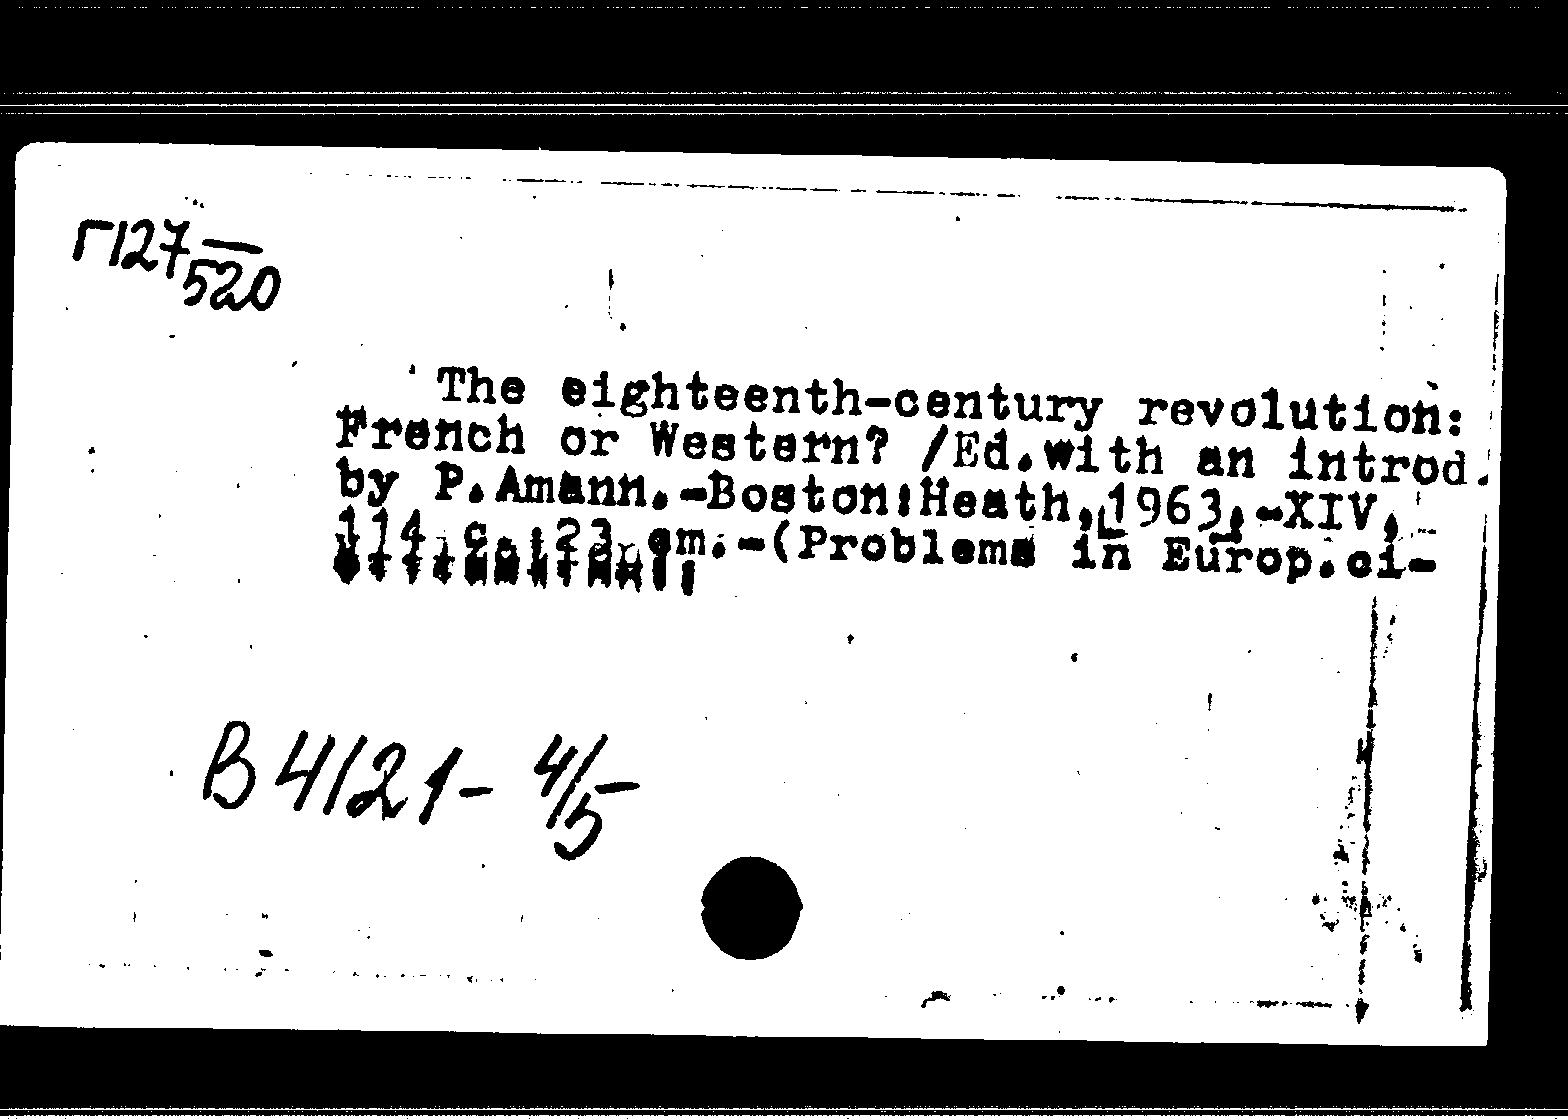 Г127
520
The eighteenth-century revolution:
French or Western? /Ed.with an introd.
by P.Amann.-Boston:Heath,1963.-XIV,
114 c.;23 cm.-(Problems in Europ.ci-
B 4121- 4/5